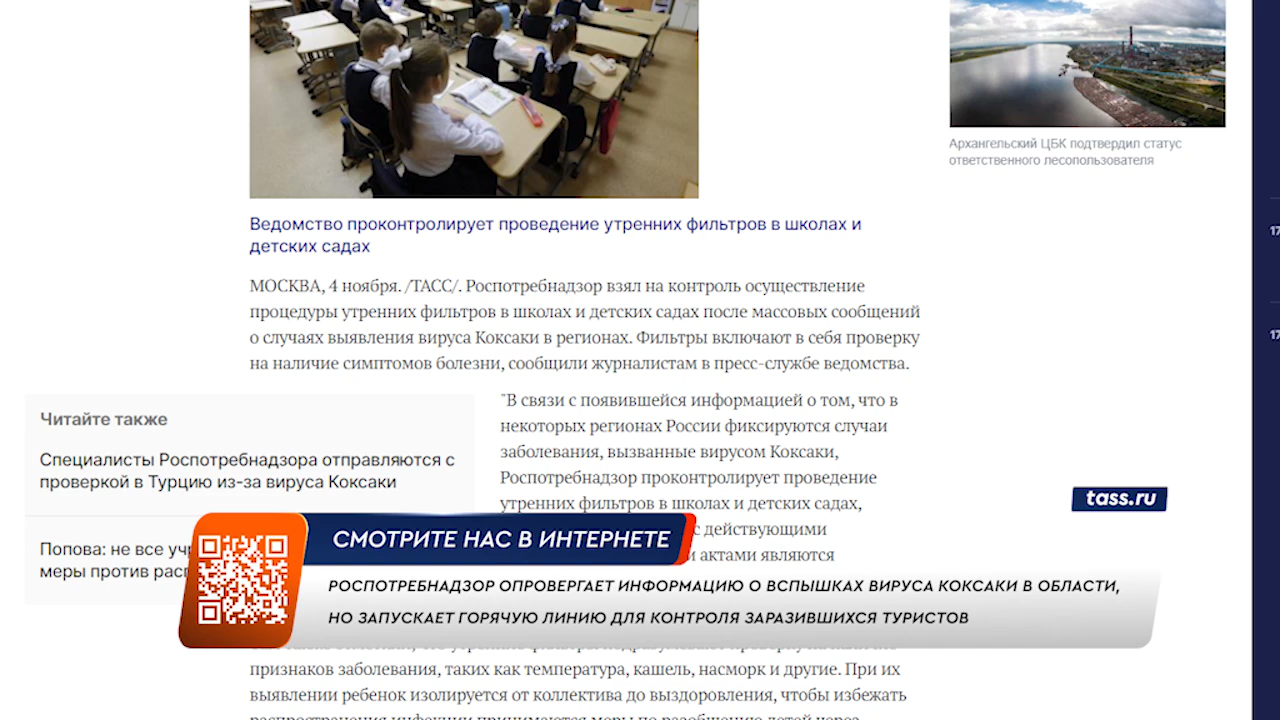 Архангельский ЦБК подтвердил статус
ответственного лесопользователя
Ведомство проконтролирует проведение утренних фильтров в школах и
детских садах
МОСКВА, 4 ноября. /ТАСС/. Роспотребнадзор взял на контроль осуществление
процедуры утренних фильтров в школах и детских садах после массовых сообщений
о случаях выявления вируса Коксаки в регионах. Фильтры включают в себя проверку
на наличие симптомов болезни, сообщили журналистам в пресс-службе ведомства.
Читайте также
Специалисты Роспотребнадзора отправляются с
проверкой в Турцию из-за вируса Коксаки
Попова: не все
меры против
"В связи с появившейся информацией о том, что в
некоторых регионах России фиксируются случаи
заболевания, вызванные вирусом Коксаки,
Роспотребнадзор проконтролирует проведение
утренних фильтров в школах и детских садах,
с действующими
актами являются
tass.ru
СМОТРИТЕ НАС В ИНТЕРНЕТЕ
РОСПОТРЕБНАДЗОР ОПРОВЕРГАЕТ ИНФОРМАЦИЮ О ВСПЫШКАХ ВИРУСА КОКСАКИ В ОБЛАСТИ,
НО ЗАПУСКАЕТ ГОРЯЧУЮ ЛИНИЮ ДЛЯ КОНТРОЛЯ ЗАРАЗИВШИХСЯ ТУРИСТОВ
признаков заболевания, таких как температура, кашель, насморк и другие. При их
выявлении ребенок изолируется от коллектива до выздоровления, чтобы избежать
17
17